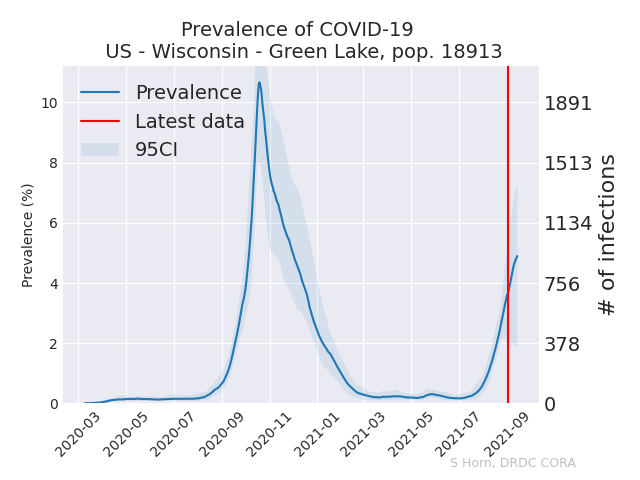 Prevalence of COVID-19
US - Wisconsin - Green Lake, pop. 18913
Prevalence
Latest data
95CI
Prevalence (%)
10
8
6
4
2
0
1891
1513
1134
756
378
0
# of infections
2020-03
2020-05
2020-07
2020-09
2020-11
2021-01
2021-03
2021-05
2021-07
2021-09
S Horn, DRDC CORA